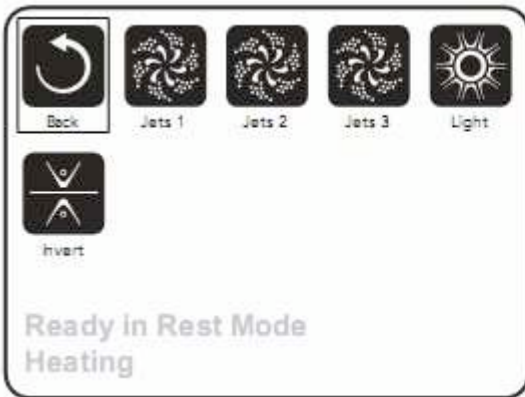 Back Jets 1 Jets 2 Jets 3 Light
Invert
Ready in Rest Mode
Heating